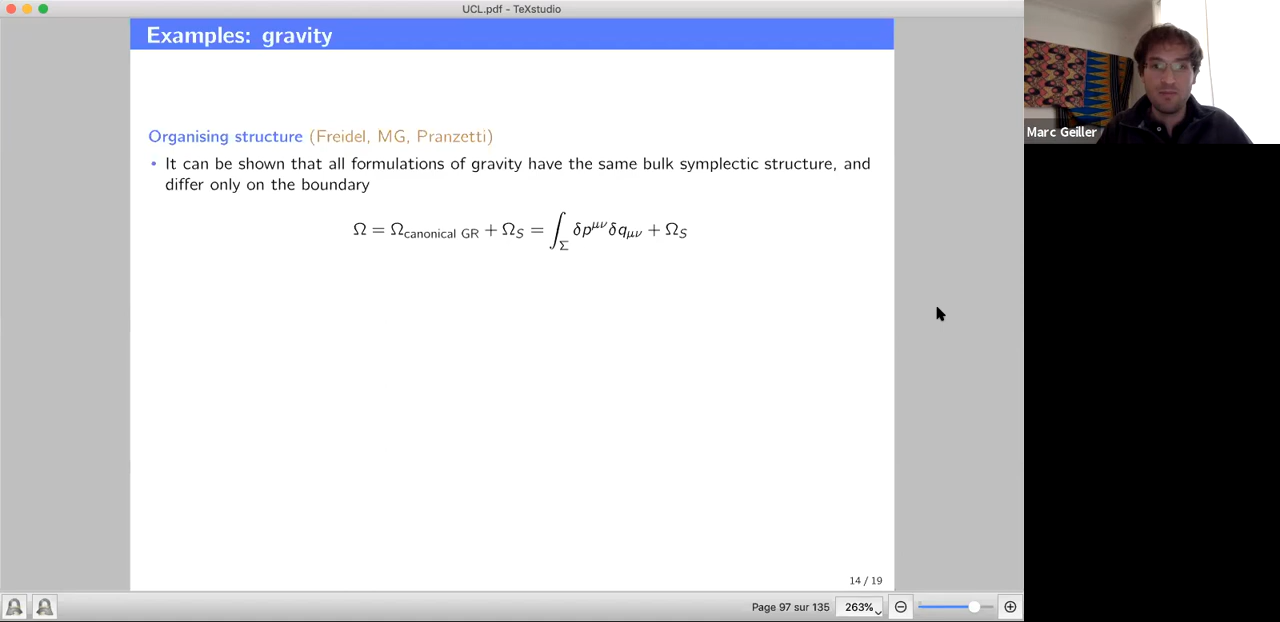 UCL.pdf - TeXstudio
Examples: gravity
Marc Geiller
Organising structure (Freidel, MG, Pranzetti)
• It can be shown that all formulations of gravity have the same bulk symplectic structure, and
differ only on the boundary
Ω = Ω_canonical GR + Ω_S = ∫_Σ δp^{μν}δq_{μν} + Ω_S
14 / 19
Page 97 sur 135 263%